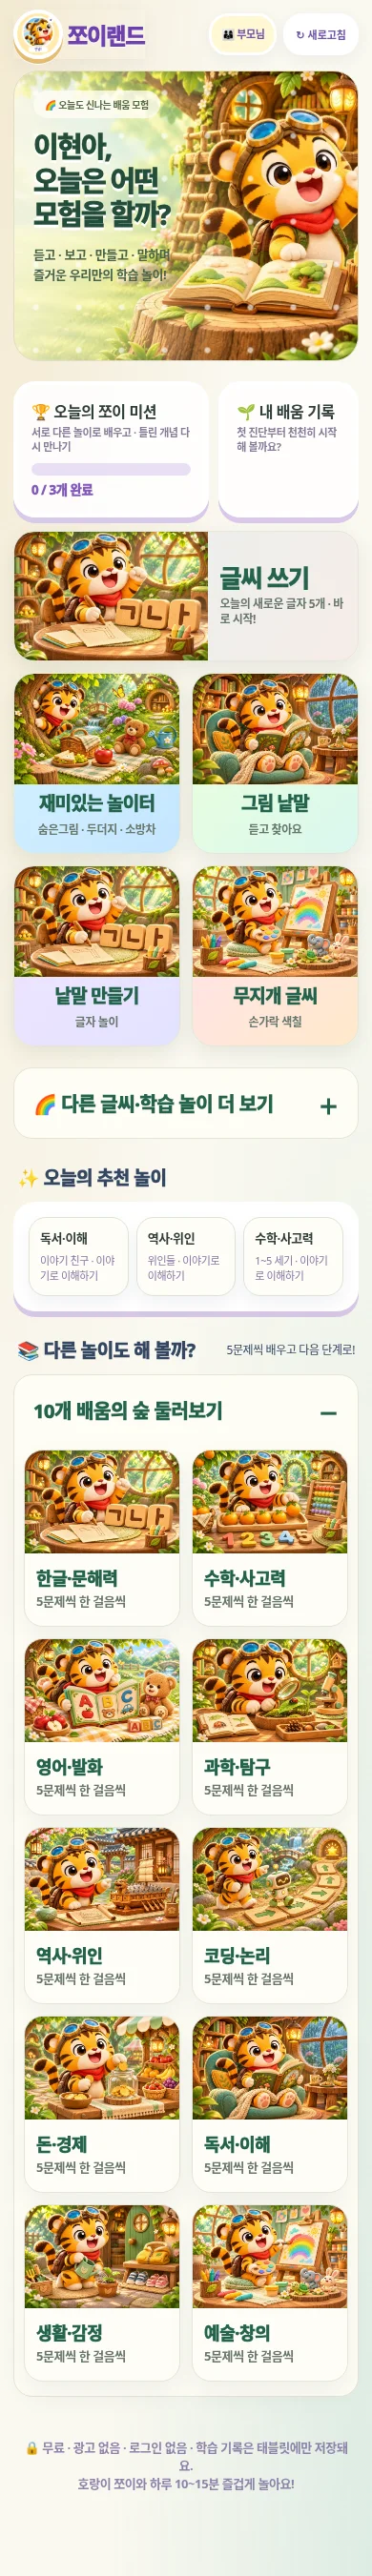 쪼이랜드
👨‍👩‍👧 부모님
↻ 새로고침
🌈 오늘도 신나는 배움 모험
이현아,
오늘은 어떤
모험을 할까?
듣고 · 보고 · 만들고 · 말하며
즐거운 우리만의 학습 놀이!
🏆 오늘의 쪼이 미션
서로 다른 놀이로 배우고 · 틀린 개념 다
시 만나기
0 / 3개 완료
🌱 내 배움 기록
첫 진단부터 천천히 시작
해 볼까요?
글씨 쓰기
오늘의 새로운 글자 5개 · 바
로 시작!
재미있는 놀이터
숨은그림 · 두더지 · 소방차
그림 낱말
듣고 찾아요
낱말 만들기
글자 놀이
무지개 글씨
손가락 색칠
🌈 다른 글씨·학습 놀이 더 보기
+
✨ 오늘의 추천 놀이
독서·이해
이야기 친구 · 이야
기로 이해하기
역사·위인
위인들 · 이야기로
이해하기
수학·사고력
1~5 세기 · 이야기
로 이해하기
📚 다른 놀이도 해 볼까?
5문제씩 배우고 다음 단계로!
10개 배움의 숲 둘러보기
−
한글·문해력
5문제씩 한 걸음씩
1 2 3 4 5
수학·사고력
5문제씩 한 걸음씩
A B C
A B C
영어·발화
5문제씩 한 걸음씩
과학·탐구
5문제씩 한 걸음씩
역사·위인
5문제씩 한 걸음씩
코딩·논리
5문제씩 한 걸음씩
돈·경제
5문제씩 한 걸음씩
독서·이해
5문제씩 한 걸음씩
생활·감정
5문제씩 한 걸음씩
예술·창의
5문제씩 한 걸음씩
🔒 무료 · 광고 없음 · 로그인 없음 · 학습 기록은 태블릿에만 저장돼
요.
호랑이 쪼이와 하루 10~15분 즐겁게 놀아요!